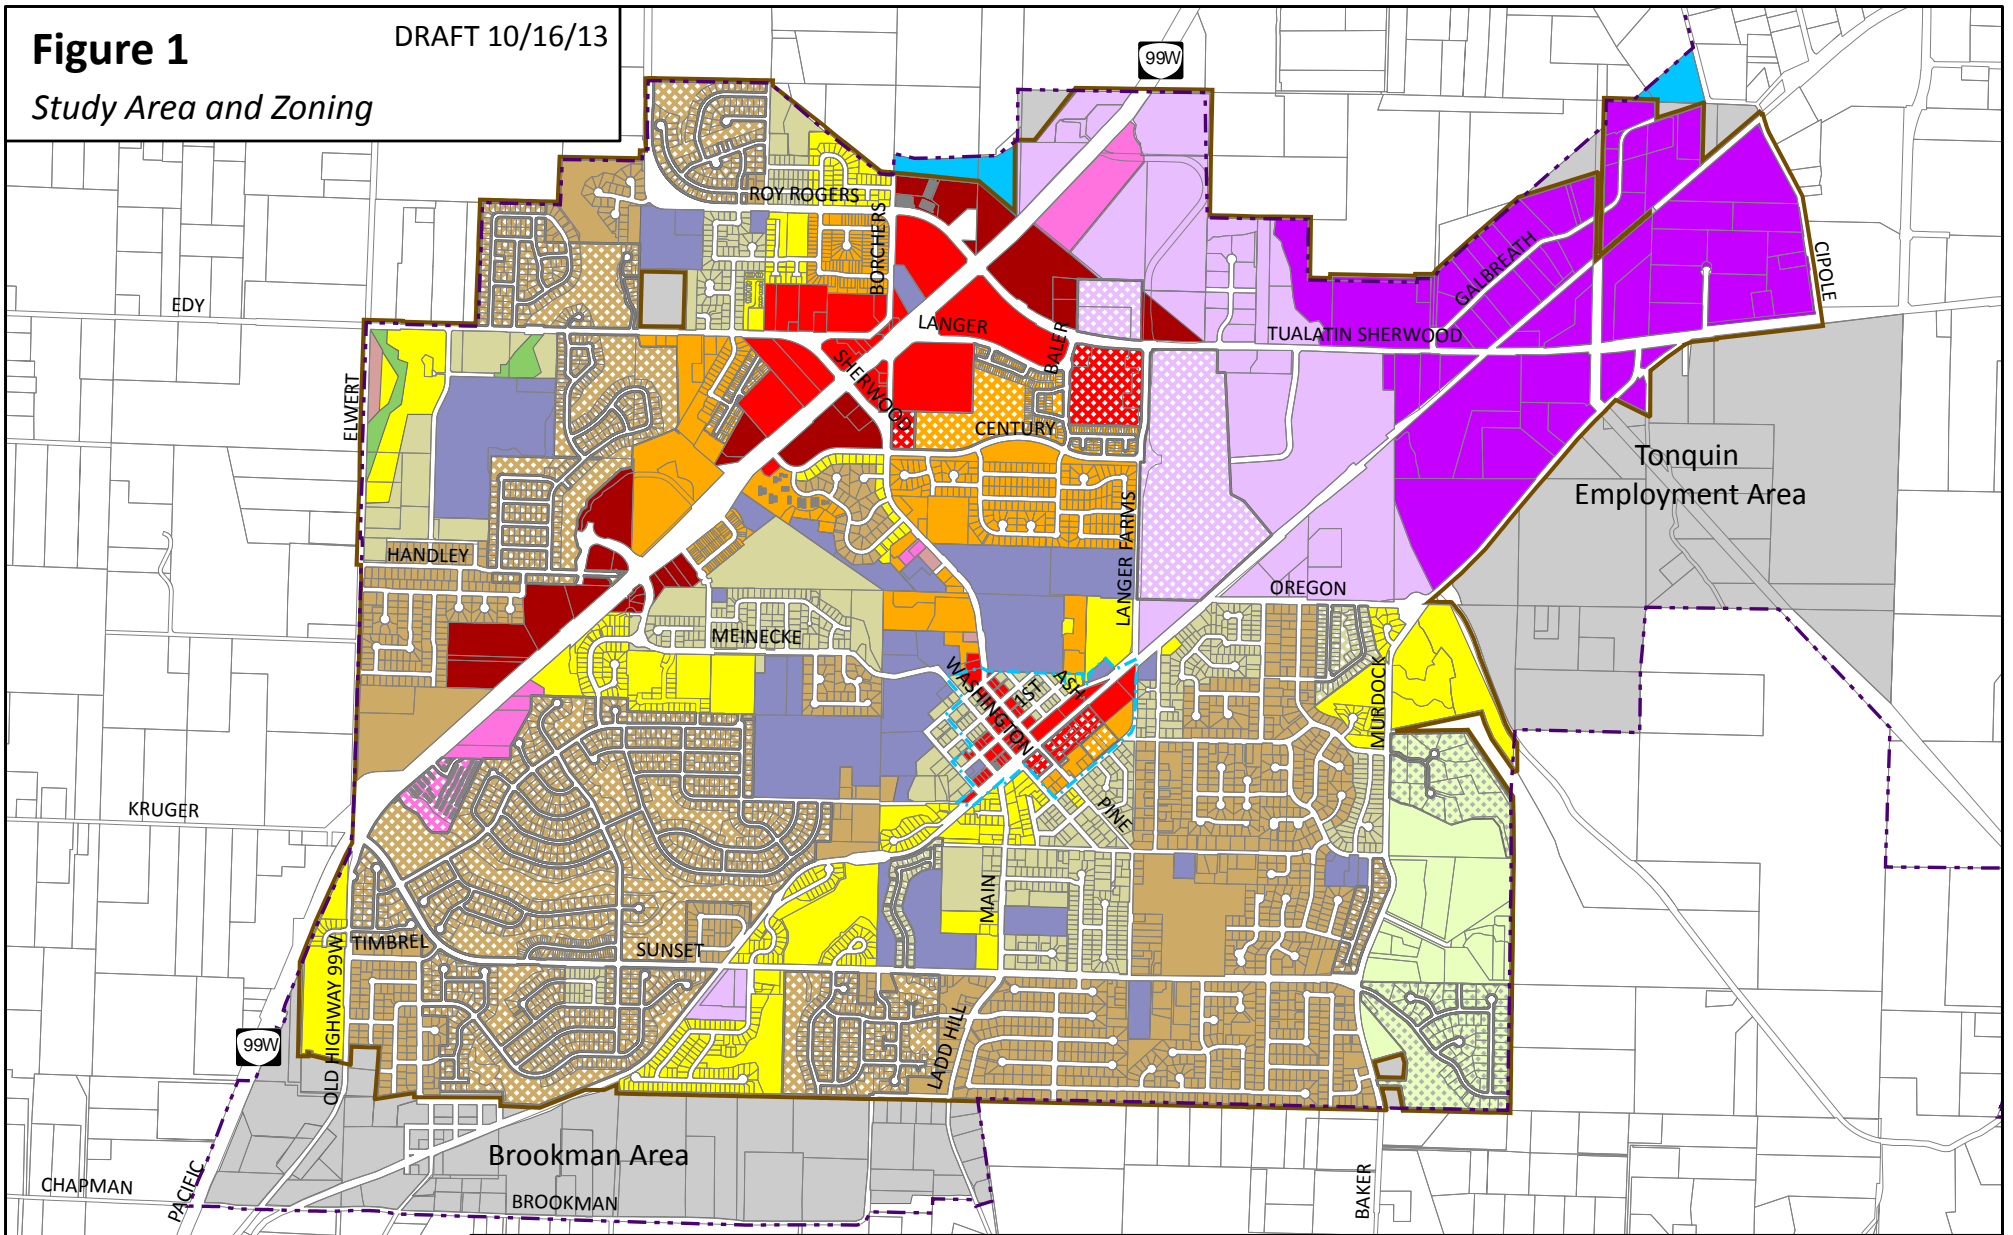 Figure 1
DRAFT 10/16/13
Study Area and Zoning
99W
ROY ROGERS
BORCHERS
EDY
LANGER
BALER
TUALATIN SHERWOOD
GALBREATH
CIPOLE
ELWERT
SHERWOOD
CENTURY
Tonquin
Employment Area
HANDLEY
LANGER FARMS
OREGON
MEINECKE
WASHINGTON
1ST
ASH
MURDOCK
KRUGER
PINE
MAIN
TIMBREL
SUNSET
OLD HIGHWAY 99W
99W
LADD HILL
Brookman Area
CHAPMAN
PACIFIC
BROOKMAN
BAKER